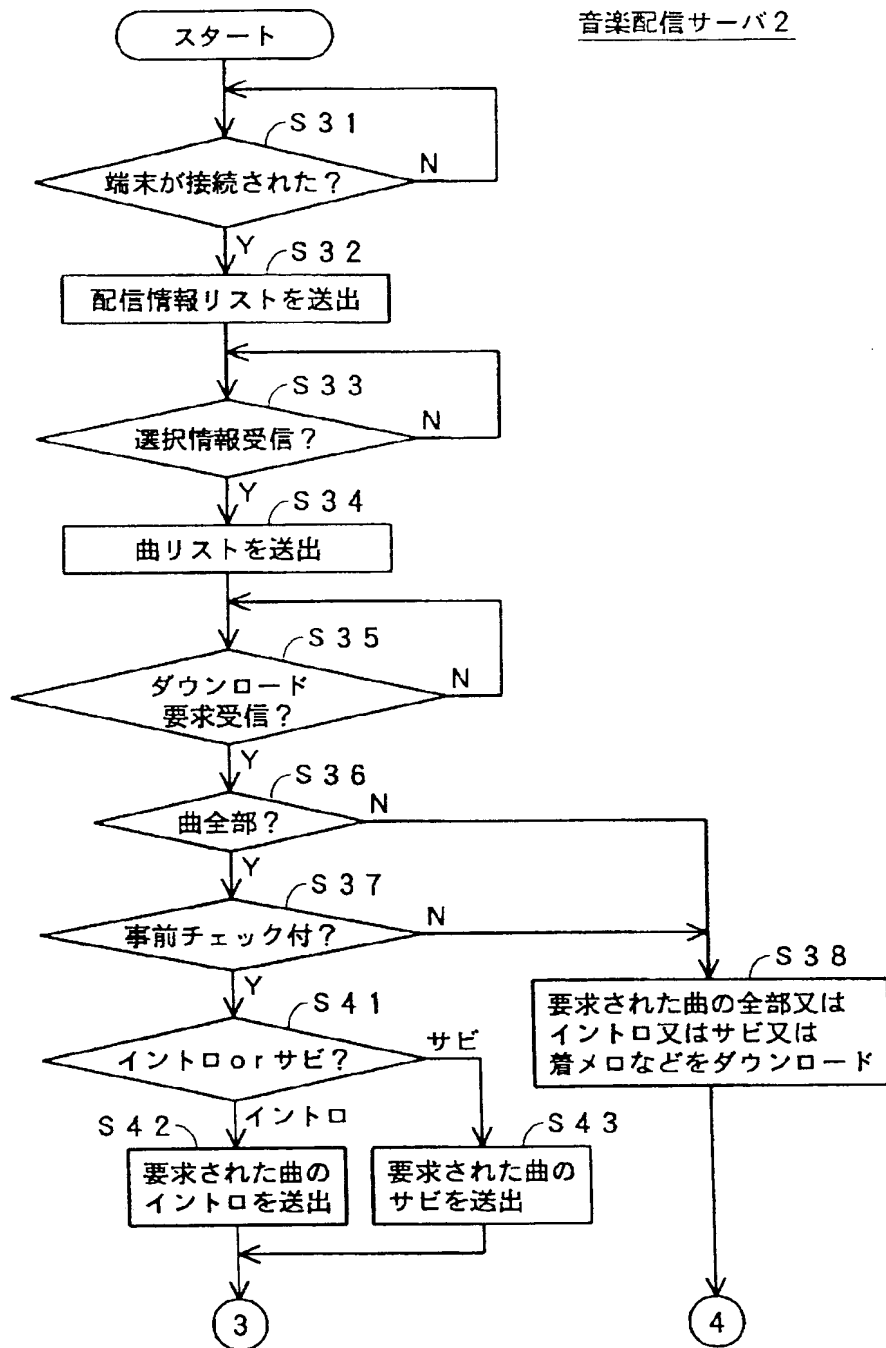 音楽配信サーバ2
スタート
S31
端末が接続された?
N
Y
S32
配信情報リストを送出
S33
選択情報受信?
N
Y
S34
曲リストを送出
S35
ダウンロード
要求受信?
N
Y
S36
曲全部?
N
Y
S37
事前チェック付?
N
Y
S38
要求された曲の全部又は
イントロ又はサビ又は
着メロなどをダウンロード
S41
イントロorサビ?
サビ
イントロ
S42
要求された曲の
イントロを送出
S43
要求された曲の
サビを送出
3
4